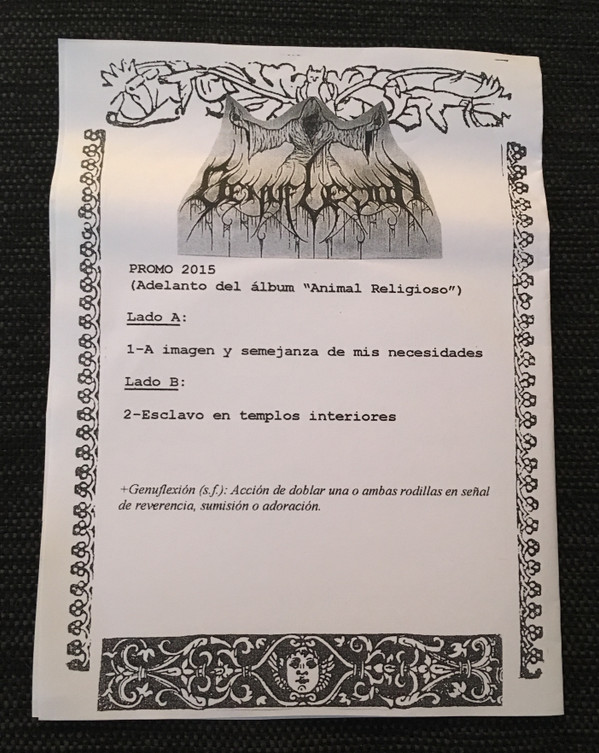 Genuflexion
PROMO 2015
(Adelanto del álbum “Animal Religioso”)
Lado A:
1-A imagen y semejanza de mis necesidades
Lado B:
2-Esclavo en templos interiores
+Genuflexión (s.f.): Acción de doblar una o ambas rodillas en señal
de reverencia, sumisión o adoración.